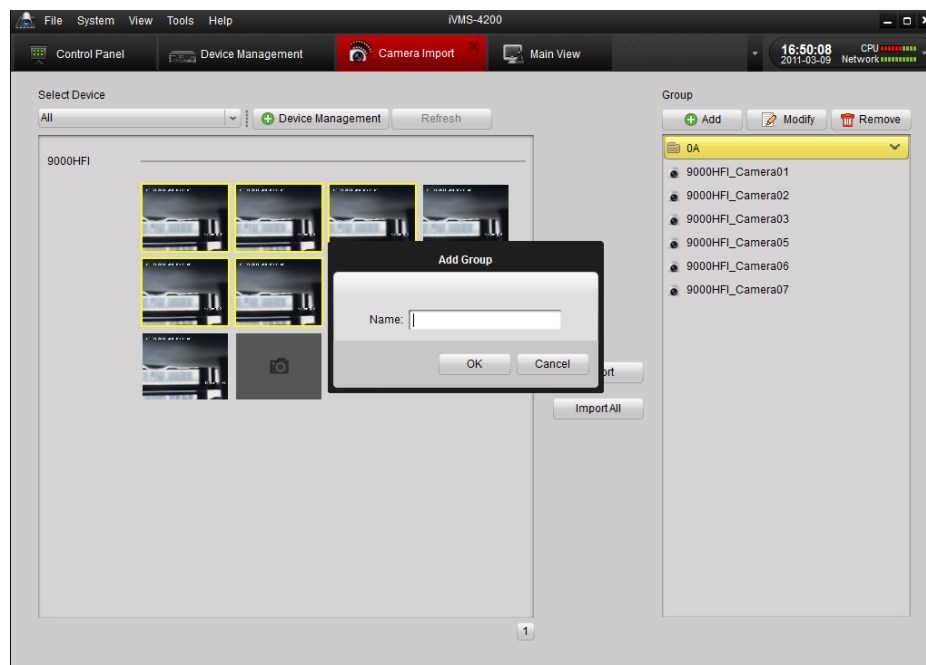 File System View Tools Help iVMS-4200
Control Panel Device Management Camera Import Main View 16:50:08 CPU
2011-03-09 Network
Select Device Group
All Device Management Refresh Add Modify Remove
0A
9000HFI
9000HFI_Camera01
9000HFI_Camera02
9000HFI_Camera03
9000HFI_Camera05
9000HFI_Camera06
9000HFI_Camera07
Add Group
Name:
OK Cancel
ort
Import All
1